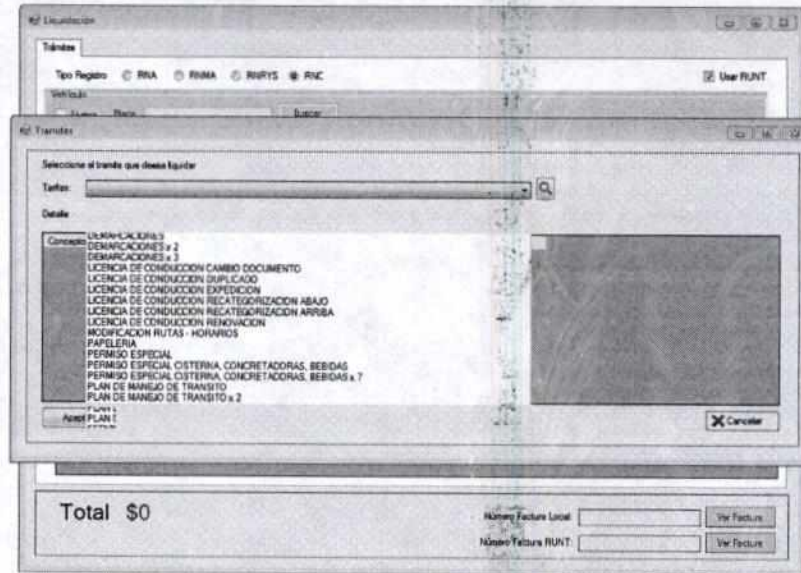 Liquidación
Trámites
Tipo Registro RNA RNMA RNRYS RNC Usar RUNT
Vehículo
Nuevo Placa Buscar
Tramites
Seleccione el tramite que desea liquidar
Tarifas:
Detalle
Concepto
DEMARCACIONES
DEMARCACIONES x 2
DEMARCACIONES x 3
LICENCIA DE CONDUCCION CAMBIO DOCUMENTO
LICENCIA DE CONDUCCION DUPLICADO
LICENCIA DE CONDUCCION EXPEDICION
LICENCIA DE CONDUCCION RECATEGORIZACION ABAJO
LICENCIA DE CONDUCCION RECATEGORIZACION ARRIBA
LICENCIA DE CONDUCCION RENOVACION
MODIFICACION RUTAS - HORARIOS
PAPELERIA
PERMISO ESPECIAL
PERMISO ESPECIAL CISTERNA, CONCRETADORAS, BEBIDAS
PERMISO ESPECIAL CISTERNA, CONCRETADORAS, BEBIDAS x 7
PLAN DE MANEJO DE TRANSITO
PLAN DE MANEJO DE TRANSITO x 2
Acept PLAN D Cancelar
Total $0
Número Factura Local: Ver Factura
Número Factura RUNT: Ver Factura